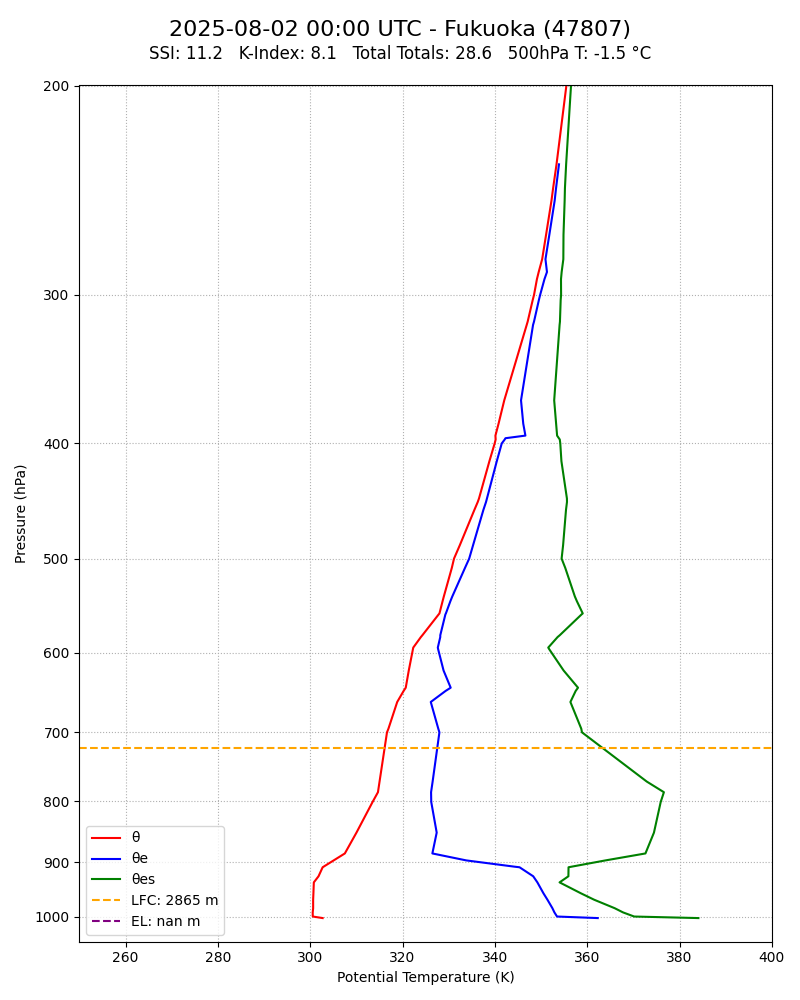 2025-08-02 00:00 UTC - Fukuoka (47807)
SSI: 11.2   K-Index: 8.1   Total Totals: 28.6   500hPa T: -1.5 °C
200
300
400
500
600
700
800
900
1000
Pressure (hPa)
θ
θe
θes
LFC: 2865 m
EL: nan m
260
280
300
320
340
360
380
400
Potential Temperature (K)